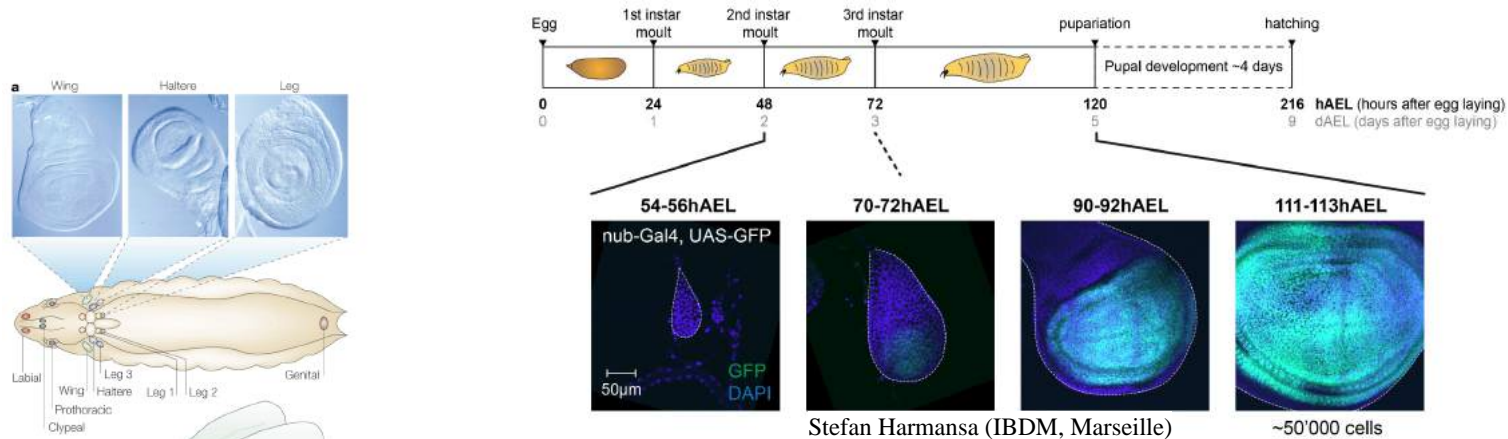 a
Wing
Haltere
Leg
Labial
Wing
Haltere
Leg 3
Leg 1
Leg 2
Genital
Prothoracic
Clypeal
Egg
1st instar
moult
2nd instar
moult
3rd instar
moult
pupariation
hatching
Pupal development ~4 days
0 24 48 72 120 216 hAEL (hours after egg laying)
0 1 2 3 5 9 dAEL (days after egg laying)
54-56hAEL
70-72hAEL
90-92hAEL
111-113hAEL
nub-Gal4, UAS-GFP
50µm
GFP
DAPI
Stefan Harmansa (IBDM, Marseille)
~50'000 cells